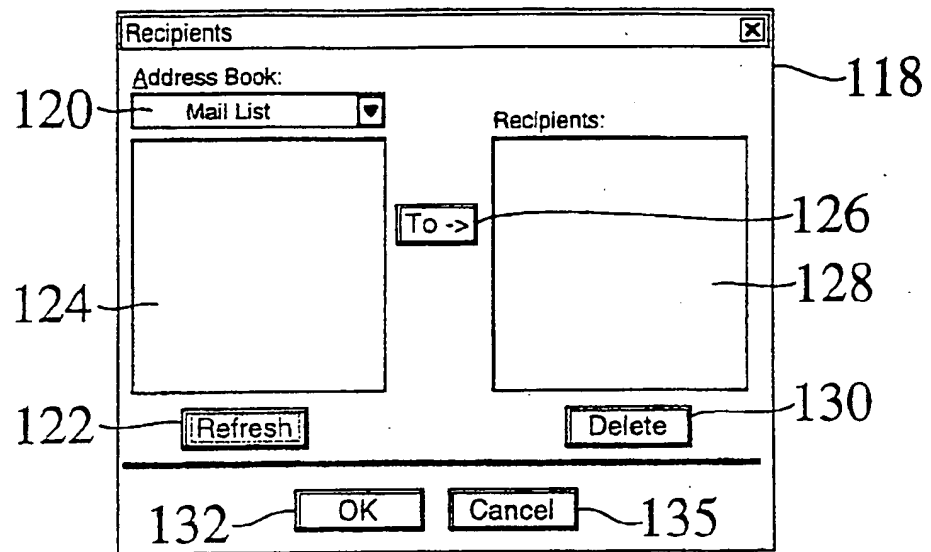 Recipients
Address Book:
118
120
Mail List
Recipients:
To ->
126
124
128
122
Refresh
Delete
130
132
OK
Cancel
135